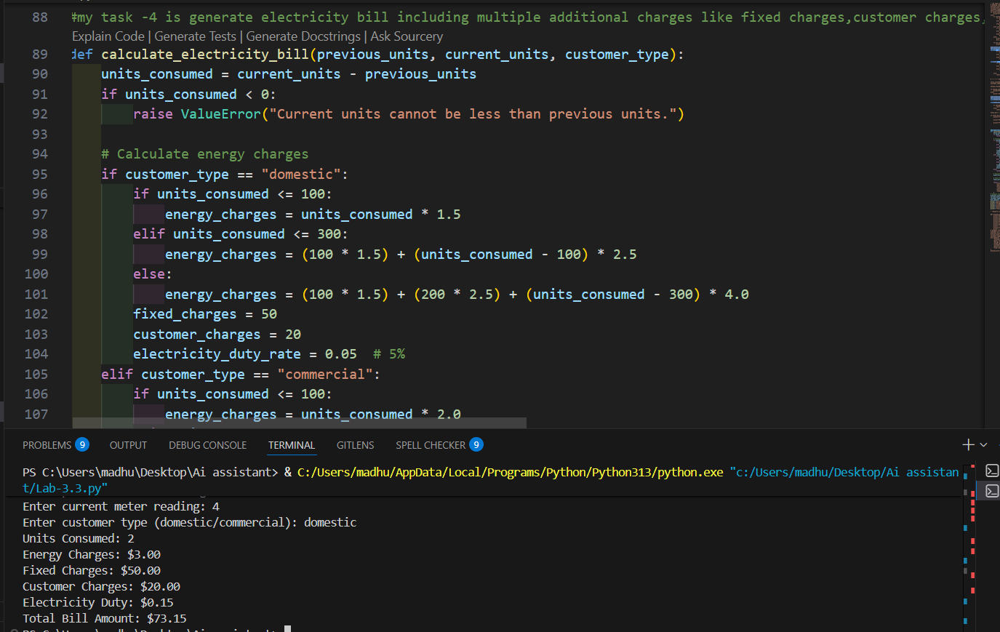 88 #my task -4 is generate electricity bill including multiple additional charges like fixed charges,customer charges,
Explain Code | Generate Tests | Generate Docstrings | Ask Sourcery
89 def calculate_electricity_bill(previous_units, current_units, customer_type):
90 units_consumed = current_units - previous_units
91 if units_consumed < 0:
92 raise ValueError("Current units cannot be less than previous units.")
93
94 # Calculate energy charges
95 if customer_type == "domestic":
96 if units_consumed <= 100:
97 energy_charges = units_consumed * 1.5
98 elif units_consumed <= 300:
99 energy_charges = (100 * 1.5) + (units_consumed - 100) * 2.5
100 else:
101 energy_charges = (100 * 1.5) + (200 * 2.5) + (units_consumed - 300) * 4.0
102 fixed_charges = 50
103 customer_charges = 20
104 electricity_duty_rate = 0.05 # 5%
105 elif customer_type == "commercial":
106 if units_consumed <= 100:
107 energy_charges = units_consumed * 2.0
PROBLEMS 9 OUTPUT DEBUG CONSOLE TERMINAL GITLENS SPELL CHECKER 9
PS C:\Users\madhu\Desktop\Ai assistant> & C:/Users/madhu/AppData/Local/Programs/Python/Python313/python.exe "c:/Users/madhu/Desktop/Ai assistan
t/Lab-3.3.py"
Enter current meter reading: 4
Enter customer type (domestic/commercial): domestic
Units Consumed: 2
Energy Charges: $3.00
Fixed Charges: $50.00
Customer Charges: $20.00
Electricity Duty: $0.15
Total Bill Amount: $73.15